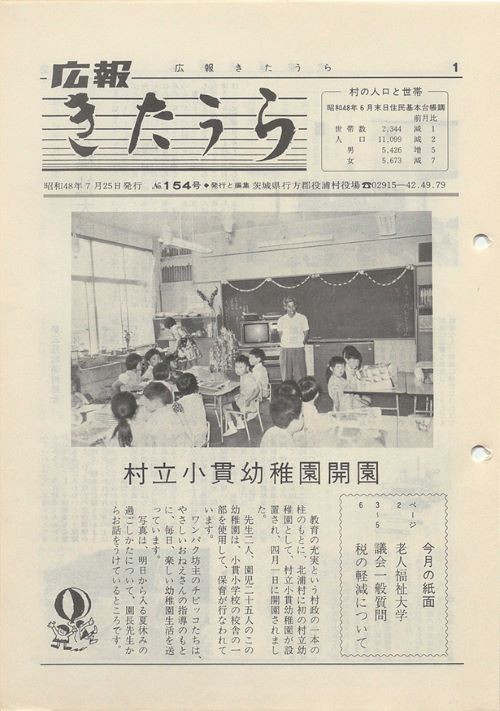 広報きたうら
1
広報
きたうら
村の人口と世帯
昭和48年6月末日住民基本台帳調
前月比
世帯数 2,344 減 1
人口 11,099 減 2
男 5,426 増 5
女 5,673 減 7
昭和48年7月25日発行 №154号 ◆発行と編集 茨城県行方郡北浦村役場☎02915―42.49.79
村立小貫幼稚園開園
今月の紙面
ページ
2 老人福祉大学
3~5 議会一般質問
6 税の軽減について
教育の充実という村政の一本の
柱のもとに、北浦村に初の村立幼
稚園として、村立小貫幼稚園が設
置され、四月一日に開園されまし
た。
先生二人、園児二十五人のこの
幼稚園は、小貫小学校の校舎の一
部を使用して、保育が行なわれて
います。
ワンパク坊主のチビッコたちは、
やさしいおねえさんの指導のもと
に、毎日、楽しい幼稚園生活を送
っています。
写真は、明日から入る夏休みの
過ごしかたについて、園長先生か
らお話をうけているところです。